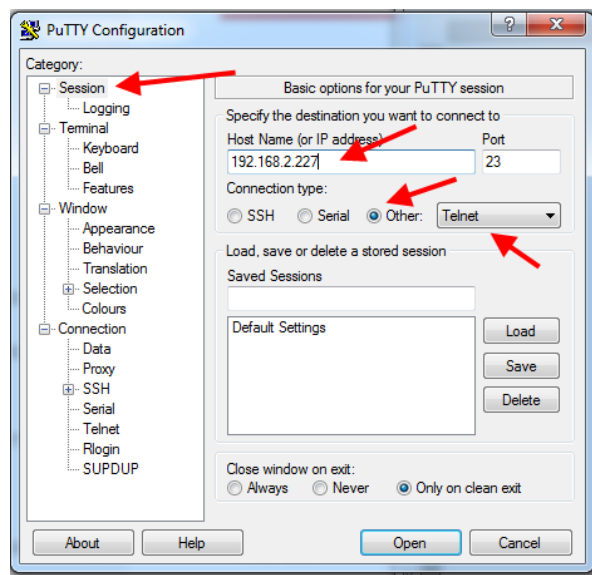 PuTTY Configuration
Category:
Session
Logging
Terminal
Keyboard
Bell
Features
Window
Appearance
Behaviour
Translation
Selection
Colours
Connection
Data
Proxy
SSH
Serial
Telnet
Rlogin
SUPDUP
Basic options for your PuTTY session
Specify the destination you want to connect to
Host Name (or IP address) Port
192.168.2.227 23
Connection type:
SSH Serial Other: Telnet
Load, save or delete a stored session
Saved Sessions
Default Settings
Load
Save
Delete
Close window on exit:
Always Never Only on clean exit
About Help Open Cancel